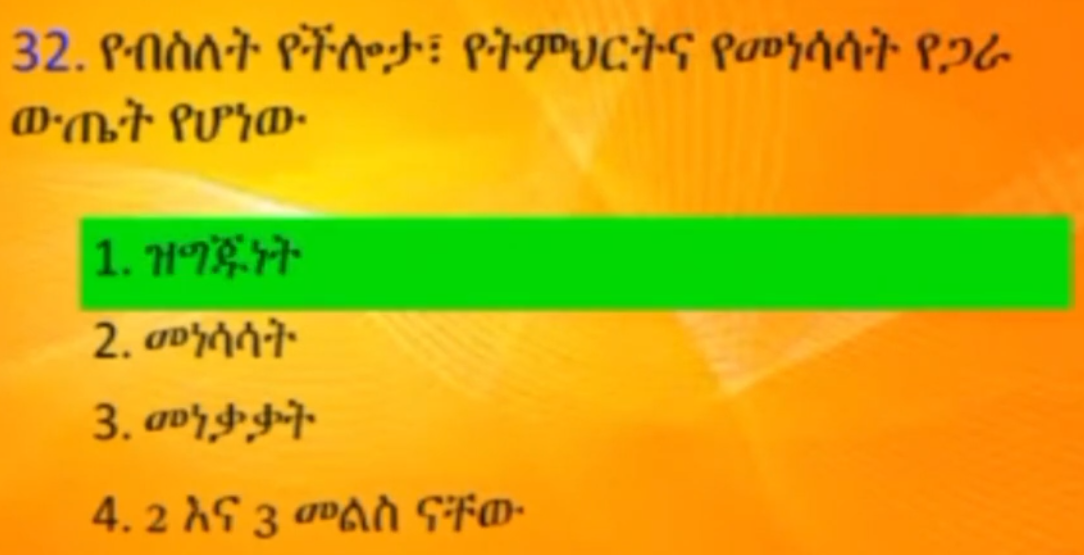 32. የብስለት የችሎታ፣ የትምህርትና የመነሳሳት የጋራ
ውጤት የሆነው
1. ዝግጁነት
2. መነሳሳት
3. መነቃቃት
4. 2 እና 3 መልስ ናቸው